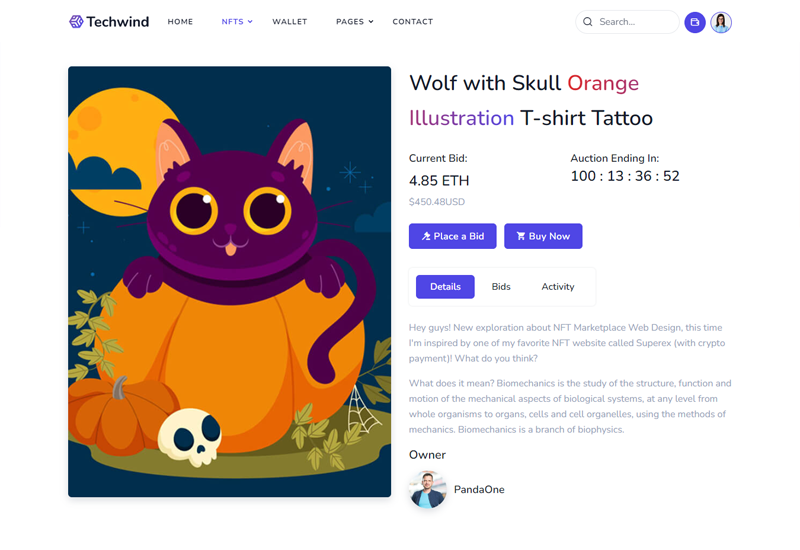 Techwind
HOME
NFTS
WALLET
PAGES
CONTACT
Search...
Wolf with Skull Orange
Illustration T-shirt Tattoo
Current Bid:
4.85 ETH
$450.48USD
Auction Ending In:
100 : 13 : 36 : 52
Place a Bid
Buy Now
Details
Bids
Activity
Hey guys! New exploration about NFT Marketplace Web Design, this time
I'm inspired by one of my favorite NFT website called Superex (with crypto
payment)! What do you think?
What does it mean? Biomechanics is the study of the structure, function and
motion of the mechanical aspects of biological systems, at any level from
whole organisms to organs, cells and cell organelles, using the methods of
mechanics. Biomechanics is a branch of biophysics.
Owner
PandaOne